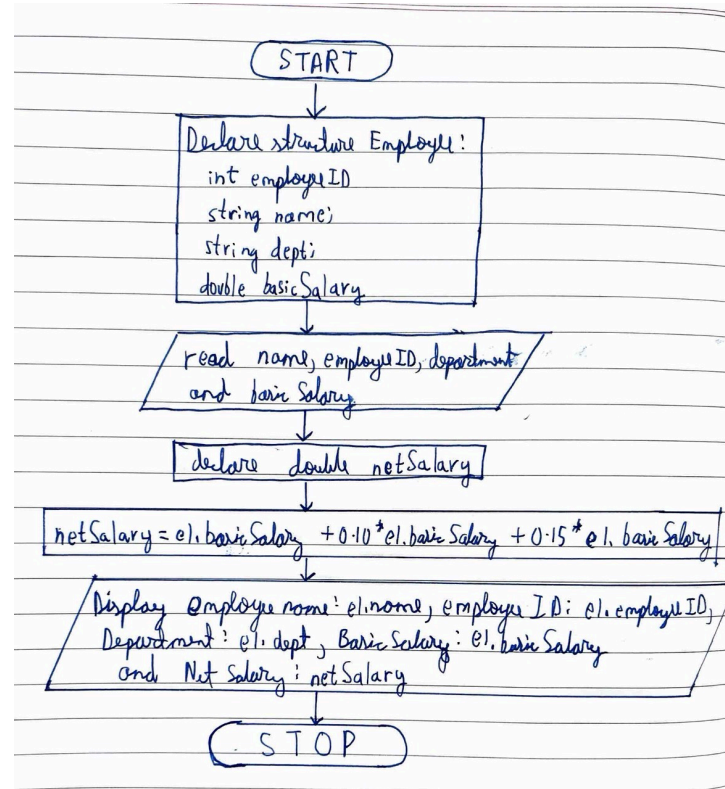 START
Declare structure Employee:
int employeeID
string name;
string dept;
double basicSalary
read name, employeeID, department
and basic Salary
declare double netSalary
netSalary = e1.basicSalary + 0.10*e1.basicSalary + 0.15*e1.basicSalary
Display employee name: e1.name, employee ID: e1.employeeID,
Department: e1.dept, Basic Salary: e1.basicSalary
and Net Salary: netSalary
STOP